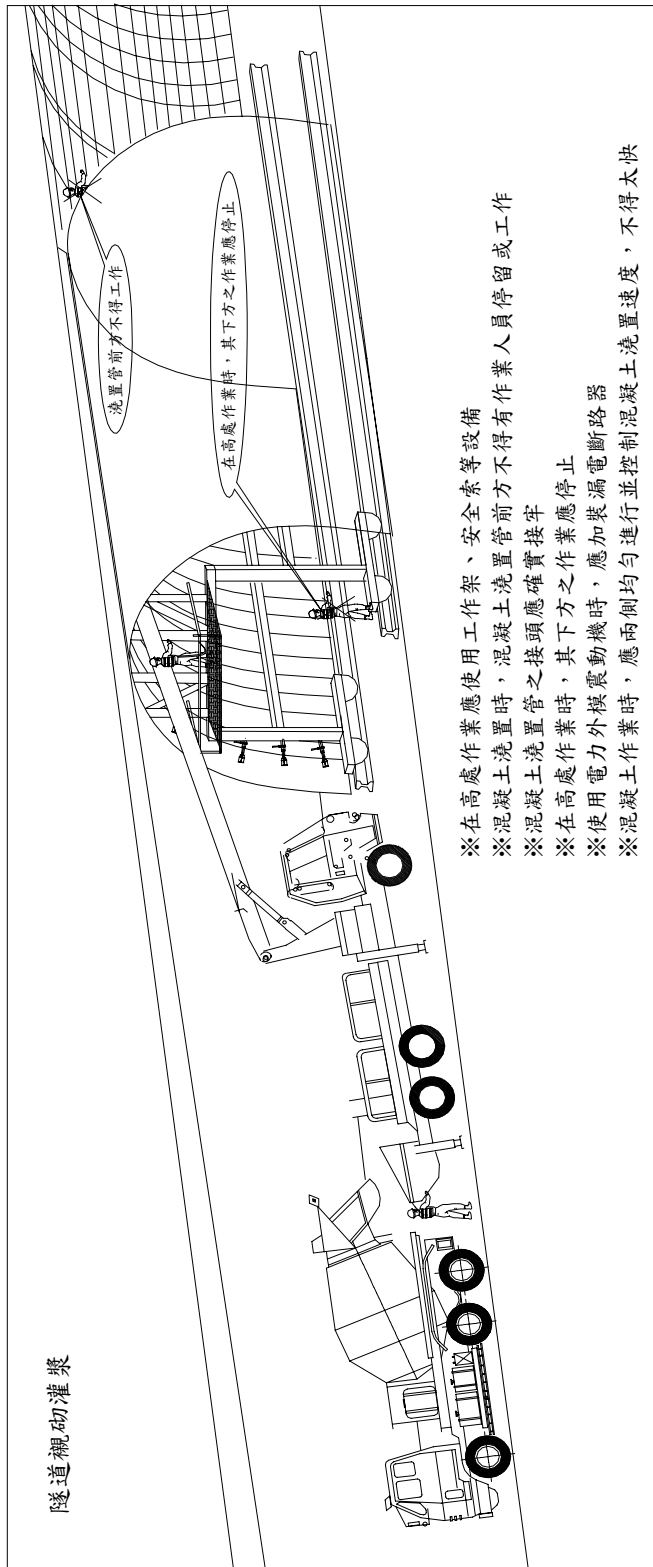 隧道襯砌灌漿
澆置管前方不得工作
在高處作業時，其下方之作業應停止
※在高處作業應使用工作架、安全索等設備
※混凝土澆置時，混凝土澆置管前方不得有作業人員停留或工作
※混凝土澆置管之接頭應確實接牢
※在高處作業時，其下方之作業應停止
※使用電力外模震動機時，應加裝漏電斷路器
※混凝土作業時，應兩側均勻進行並控制混凝土澆置速度，不得太快